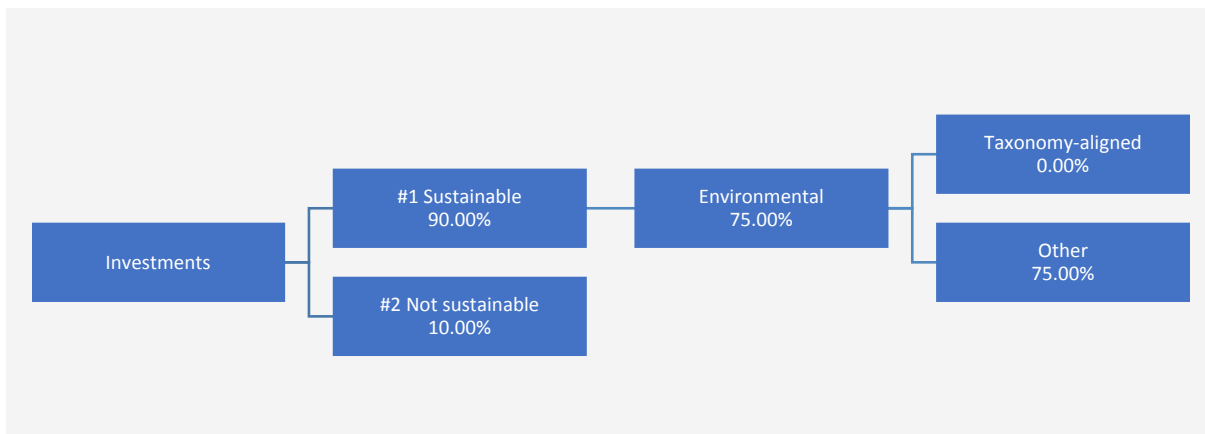 Investments
#1 Sustainable
90.00%
#2 Not sustainable
10.00%
Environmental
75.00%
Taxonomy-aligned
0.00%
Other
75.00%